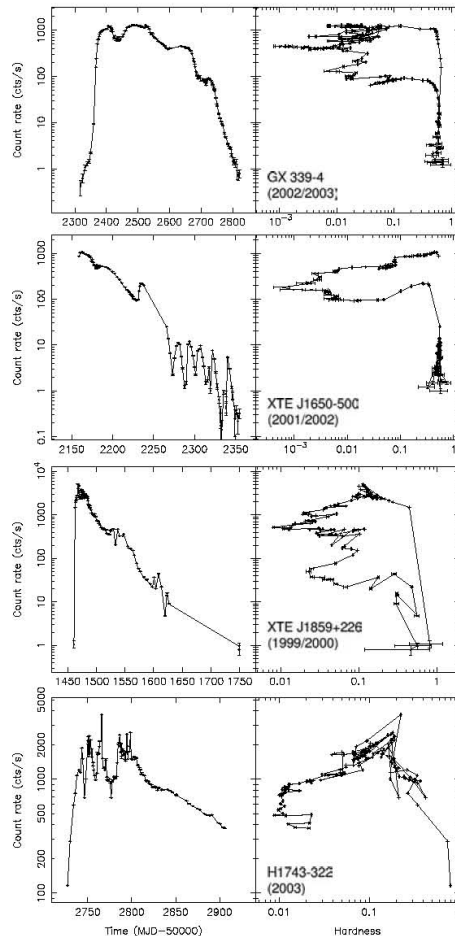 Count rate (cts/s)
1000
100
10
1
2300 2400 2500 2600 2700 2800
GX 339-4
(2002/2003)
10⁻³ 0.01 0.1 1
Count rate (cts/s)
1000
100
10
1
0.1
2150 2200 2250 2300 2350
XTE J1650-500
(2001/2002)
10⁻³ 0.01 0.1 1
Count rate (cts/s)
10⁴
1000
100
10
1
1460 1500 1550 1600 1650 1700 1750
XTE J1859+226
(1999/2000)
0.01 0.1 1
Count rate (cts/s)
5000
2000
1000
500
200
100
2750 2800 2850 2900
Time (MJD-50000)
H1743-322
(2003)
0.01 0.1 1
Hardness